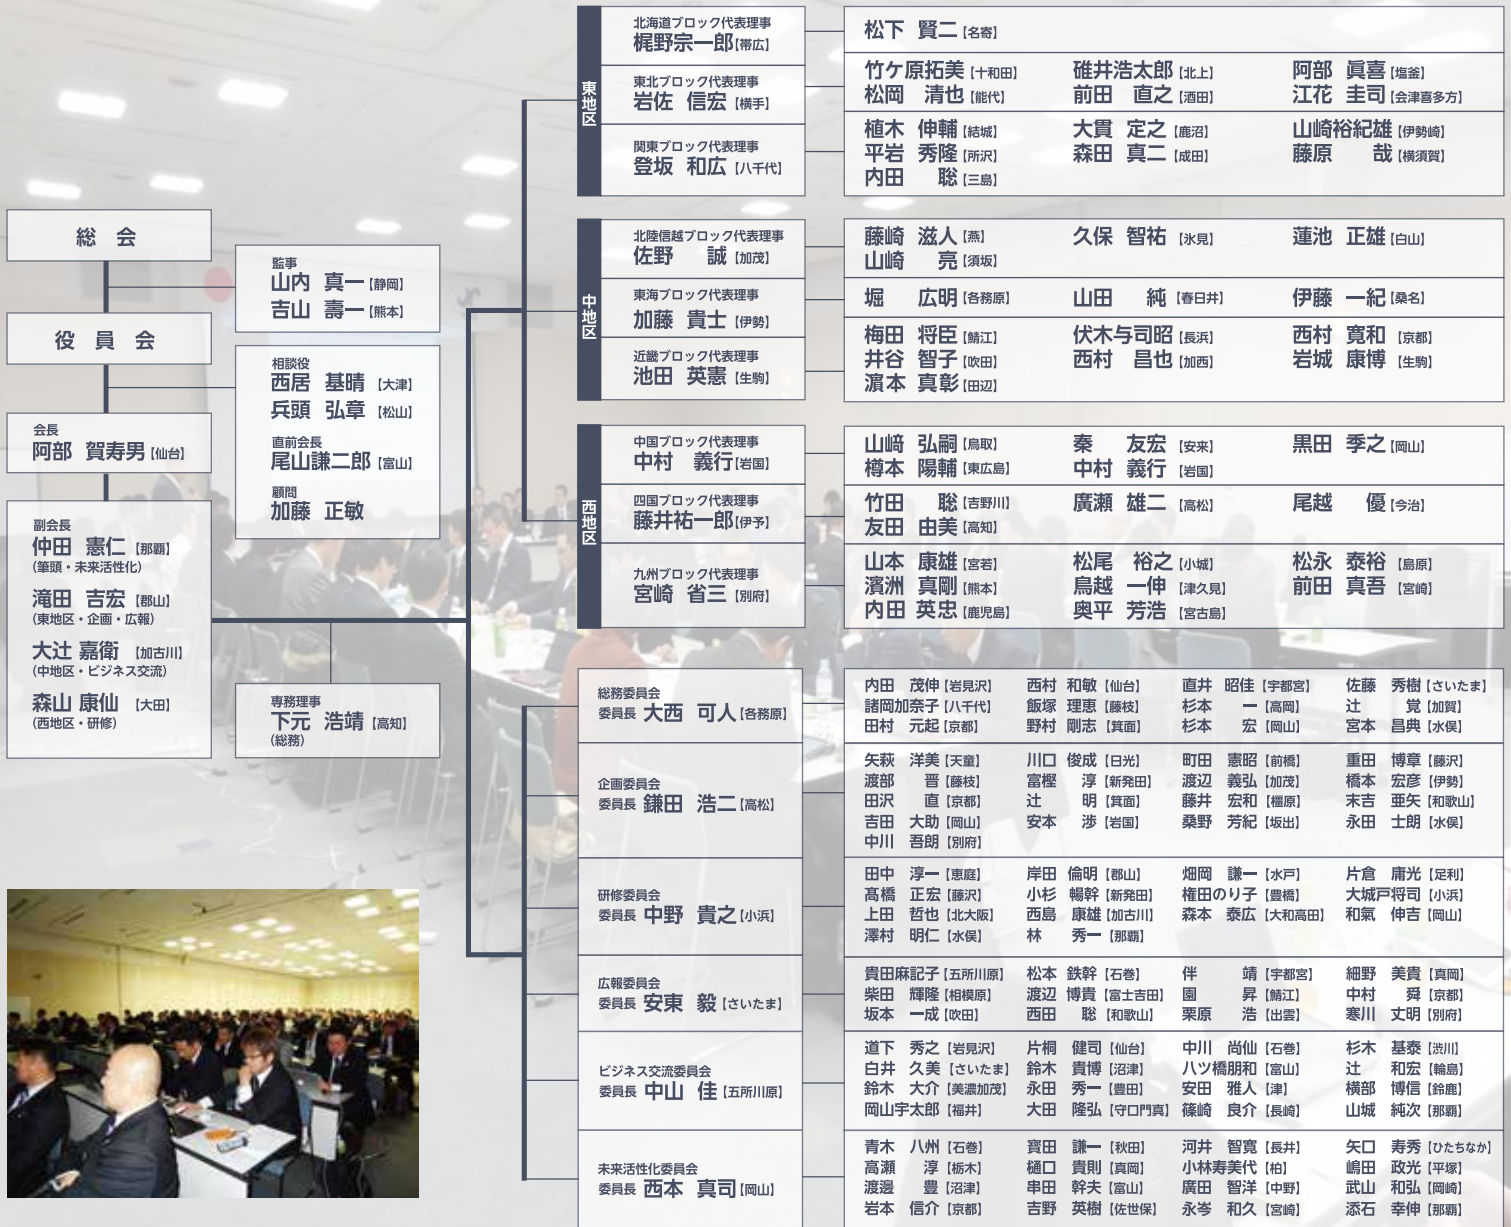 総 会
監事
山内 真一【静岡】
吉山 壽一【熊本】
役 員 会
相談役
西居 基晴【大津】
兵頭 弘章【松山】
直前会長
尾山謙二郎【富山】
顧問
加藤 正敏
会長
阿部 賀寿男【仙台】
副会長
仲田 憲仁【那覇】
(筆頭・未来活性化)
滝田 吉宏【郡山】
(東地区・企画・広報)
大辻 嘉衛【加古川】
(中地区・ビジネス交流)
森山 康仙【大田】
(西地区・研修)
専務理事
下元 浩靖【高知】
(総務)
東地区
北海道ブロック代表理事
梶野宗一郎【帯広】
松下 賢二【名寄】
東北ブロック代表理事
岩佐 信宏【横手】
竹ケ原拓美【十和田】 碓井浩太郎【北上】 阿部 眞喜【塩釜】
松岡 清也【能代】 前田 直之【酒田】 江花 圭司【会津喜多方】
関東ブロック代表理事
登坂 和広【八千代】
植木 伸輔【結城】 大貫 定之【鹿沼】 山崎裕紀雄【伊勢崎】
平岩 秀隆【所沢】 森田 真二【成田】 藤原 哉【横須賀】
内田 聡【三島】
中地区
北陸信越ブロック代表理事
佐野 誠【加茂】
藤崎 滋人【燕】 久保 智祐【氷見】 蓮池 正雄【白山】
山崎 亮【須坂】
東海ブロック代表理事
加藤 貴士【伊勢】
堀 広明【各務原】 山田 純【春日井】 伊藤 一紀【桑名】
近畿ブロック代表理事
池田 英憲【生駒】
梅田 将臣【鯖江】 伏木与司昭【長浜】 西村 寛和【京都】
井谷 智子【吹田】 西村 昌也【加西】 岩城 康博【生駒】
濵本 真彰【田辺】
西地区
中国ブロック代表理事
中村 義行【岩国】
山﨑 弘嗣【鳥取】 秦 友宏【安来】 黒田 季之【岡山】
樽本 陽輔【東広島】 中村 義行【岩国】
四国ブロック代表理事
藤井祐一郎【伊予】
竹田 聡【吉野川】 廣瀬 雄二【高松】 尾越 優【今治】
友田 由美【高知】
九州ブロック代表理事
宮崎 省三【別府】
山本 康雄【宮若】 松尾 裕之【小城】 松永 泰裕【島原】
濱洲 真剛【熊本】 鳥越 一伸【津久見】 前田 真吾【宮崎】
内田 英忠【鹿児島】 奥平 芳浩【宮古島】
総務委員会
委員長 大西 可人【各務原】
内田 茂伸【岩見沢】 西村 和敏【仙台】 直井 昭佳【宇都宮】 佐藤 秀樹【さいたま】
諸岡加奈子【八千代】 飯塚 理恵【藤枝】 杉本 一【高岡】 辻 覚【加賀】
田村 元起【京都】 野村 剛志【箕面】 杉本 宏【岡山】 宮本 昌典【水俣】
企画委員会
委員長 鎌田 浩二【高松】
矢萩 洋美【天童】 川口 俊成【日光】 町田 憲昭【前橋】 重田 博章【藤沢】
渡部 晋【藤枝】 富樫 淳【新発田】 渡辺 義弘【加茂】 橋本 宏彦【伊勢】
田沢 直【京都】 辻 明【箕面】 藤井 宏和【橿原】 末吉 亜矢【和歌山】
吉田 大助【岡山】 安本 渉【岩国】 桑野 芳紀【坂出】 永田 士朗【水俣】
中川 吾朗【別府】
研修委員会
委員長 中野 貴之【小浜】
田中 淳一【恵庭】 岸田 倫明【郡山】 畑岡 謙一【水戸】 片倉 庸光【足利】
髙橋 正宏【藤沢】 小杉 暢幹【新発田】 権田のり子【豊橋】 大城戸将司【小浜】
上田 哲也【北大阪】 西島 康雄【加古川】 森本 泰広【大和高田】 和氣 伸吉【岡山】
澤村 明仁【水俣】 林 秀一【那覇】
広報委員会
委員長 安東 毅【さいたま】
貴田麻記子【五所川原】 松本 鉄幹【石巻】 伴 靖【宇都宮】 細野 美貴【真岡】
柴田 輝隆【相模原】 渡辺 博貴【富士吉田】 園 昇【鯖江】 中村 舜【京都】
坂本 一成【吹田】 西田 聡【和歌山】 栗原 浩【出雲】 寒川 丈明【別府】
ビジネス交流委員会
委員長 中山 佳【五所川原】
道下 秀之【岩見沢】 片桐 健司【仙台】 中川 尚仙【石巻】 杉木 基泰【渋川】
白井 久美【さいたま】 鈴木 貴博【沼津】 八ツ橋朋和【富山】 辻 和宏【輪島】
鈴木 大介【美濃加茂】 永田 秀一【豊田】 安田 雅人【津】 横部 博信【鈴鹿】
岡山宇太郎【福井】 大田 隆弘【守口門真】 篠崎 良介【長崎】 山城 純次【那覇】
未来活性化委員会
委員長 西本 真司【岡山】
青木 八州【石巻】 寶田 謙一【秋田】 河井 智寛【長井】 矢口 寿秀【ひたちなか】
高瀬 淳【栃木】 樋口 貴則【真岡】 小林寿美代【柏】 嶋田 政光【平塚】
渡邊 豊【沼津】 串田 幹夫【富山】 廣田 智洋【中野】 武山 和弘【岡崎】
岩本 信介【京都】 吉野 英樹【佐世保】 永岑 和久【宮崎】 添石 幸伸【那覇】